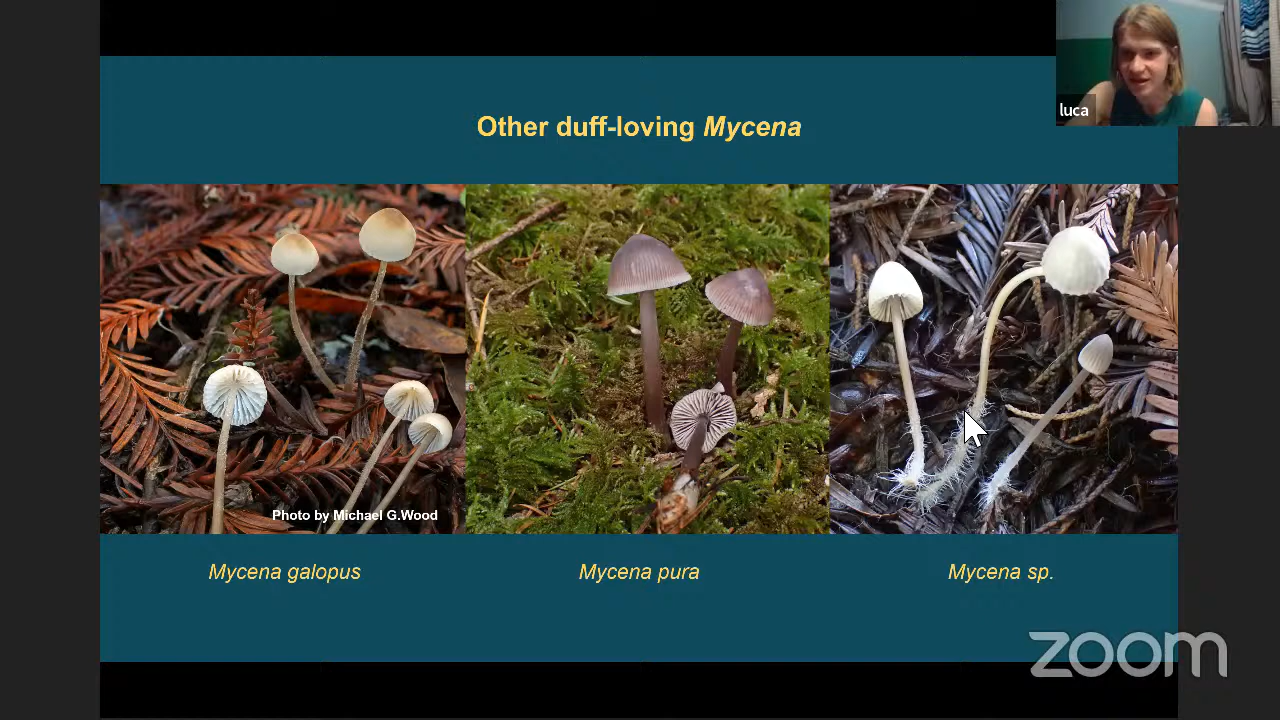 luca
Other duff-loving Mycena
Photo by Michael G.Wood
Mycena galopus
Mycena pura
Mycena sp.
zoom